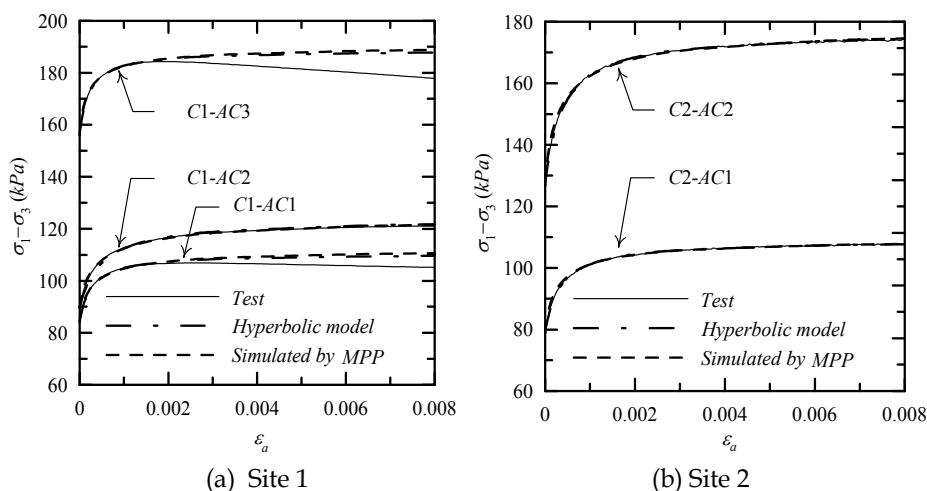 200
180
160
140
120
100
80
60
σ1−σ3 (kPa)
0
0.002
0.004
0.006
0.008
εa
C1-AC3
C1-AC2
C1-AC1
Test
Hyperbolic model
Simulated by MPP
(a) Site 1
180
160
140
120
100
80
60
σ1−σ3 (kPa)
0
0.002
0.004
0.006
0.008
εa
C2-AC2
C2-AC1
Test
Hyperbolic model
Simulated by MPP
(b) Site 2